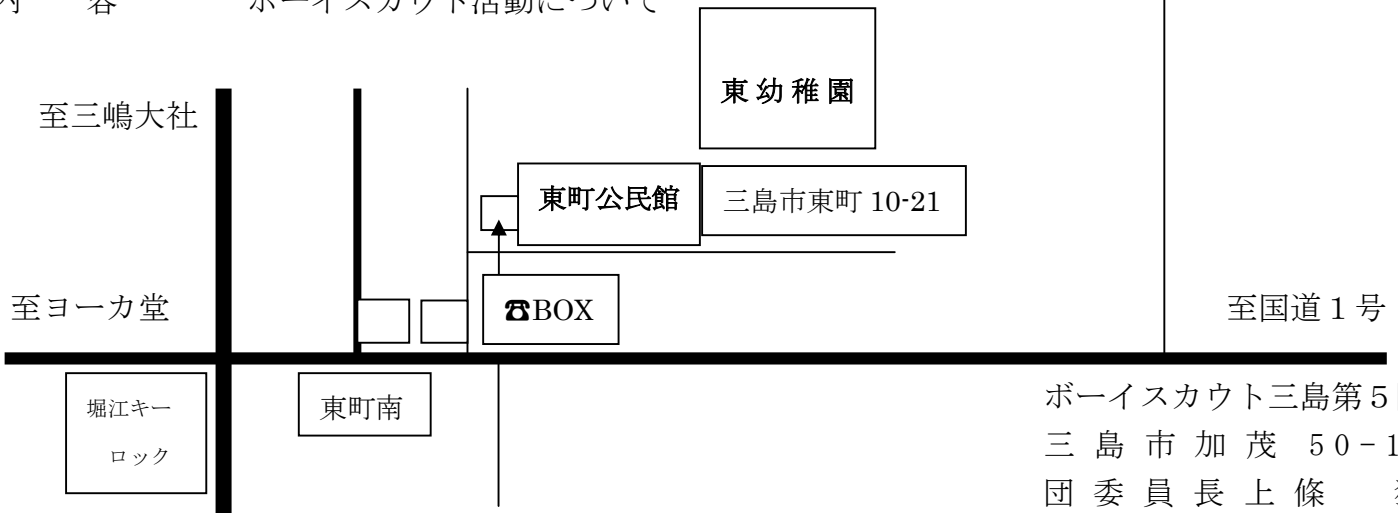 内　容　　ボーイスカウト活動について
東幼稚園
至三嶋大社
東町公民館
三島市東町 10-21
至ヨーカ堂
☎BOX
至国道１号
堀江キー
ロック
東町南
ボーイスカウト三島第５
三島市加茂 50-1
団委員長上條